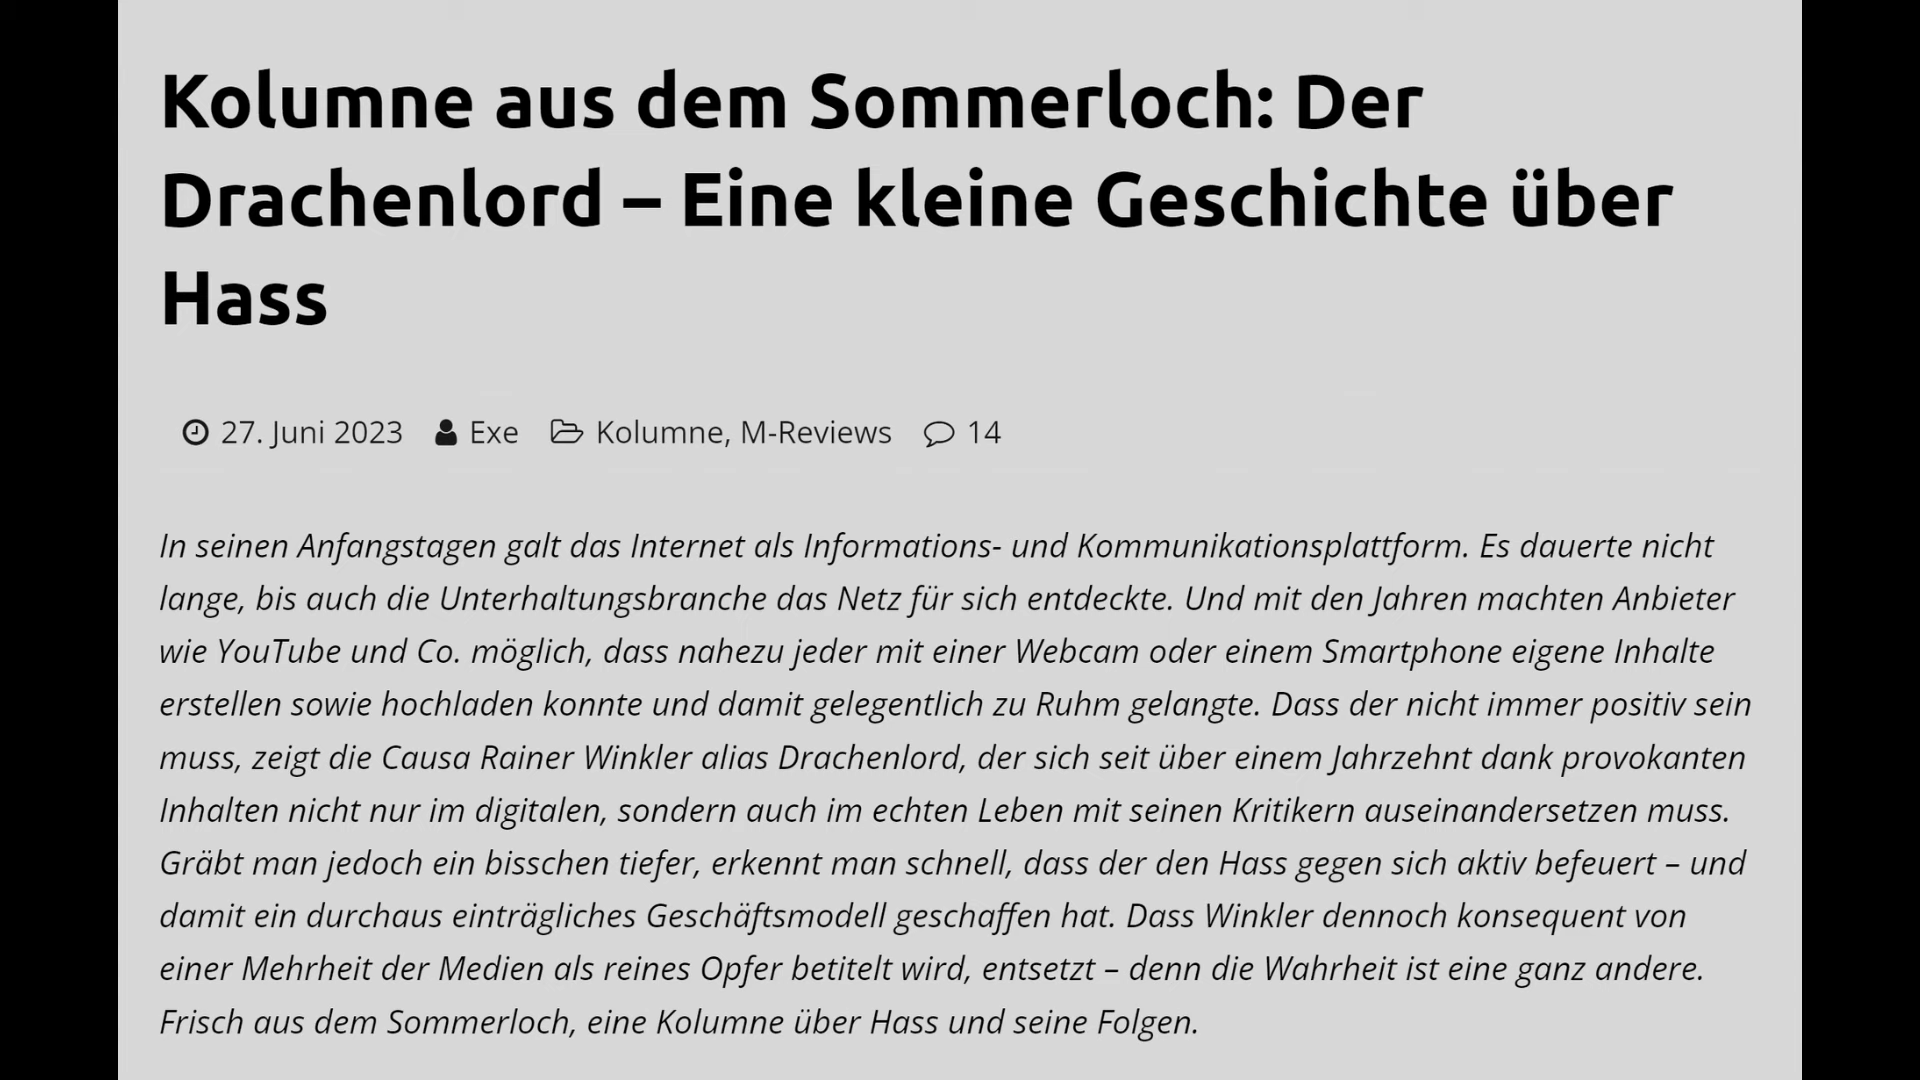 Kolumne aus dem Sommerloch: Der
Drachenlord – Eine kleine Geschichte über
Hass
27. Juni 2023 Exe Kolumne, M-Reviews 14
In seinen Anfangstagen galt das Internet als Informations- und Kommunikationsplattform. Es dauerte nicht
lange, bis auch die Unterhaltungsbranche das Netz für sich entdeckte. Und mit den Jahren machten Anbieter
wie YouTube und Co. möglich, dass nahezu jeder mit einer Webcam oder einem Smartphone eigene Inhalte
erstellen sowie hochladen konnte und damit gelegentlich zu Ruhm gelangte. Dass der nicht immer positiv sein
muss, zeigt die Causa Rainer Winkler alias Drachenlord, der sich seit über einem Jahrzehnt dank provokanten
Inhalten nicht nur im digitalen, sondern auch im echten Leben mit seinen Kritikern auseinandersetzen muss.
Gräbt man jedoch ein bisschen tiefer, erkennt man schnell, dass der den Hass gegen sich aktiv befeuert – und
damit ein durchaus einträgliches Geschäftsmodell geschaffen hat. Dass Winkler dennoch konsequent von
einer Mehrheit der Medien als reines Opfer betitelt wird, entsetzt – denn die Wahrheit ist eine ganz andere.
Frisch aus dem Sommerloch, eine Kolumne über Hass und seine Folgen.